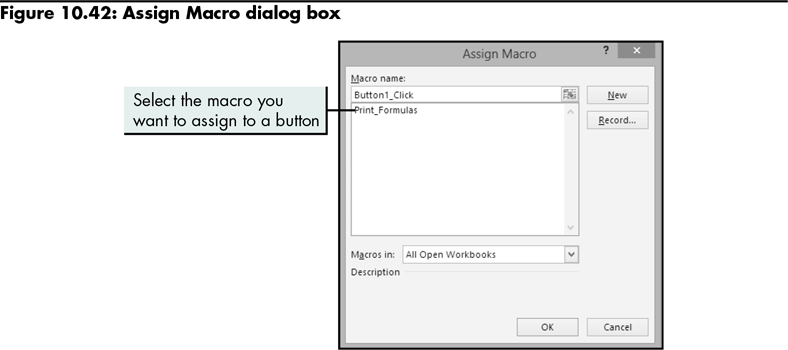 Figure 10.42: Assign Macro dialog box
Assign Macro
?
×
Macro name:
Button1_Click
New
Print_Formulas
Record...
Select the macro you
want to assign to a button
Macros in:
All Open Workbooks
Description
OK
Cancel